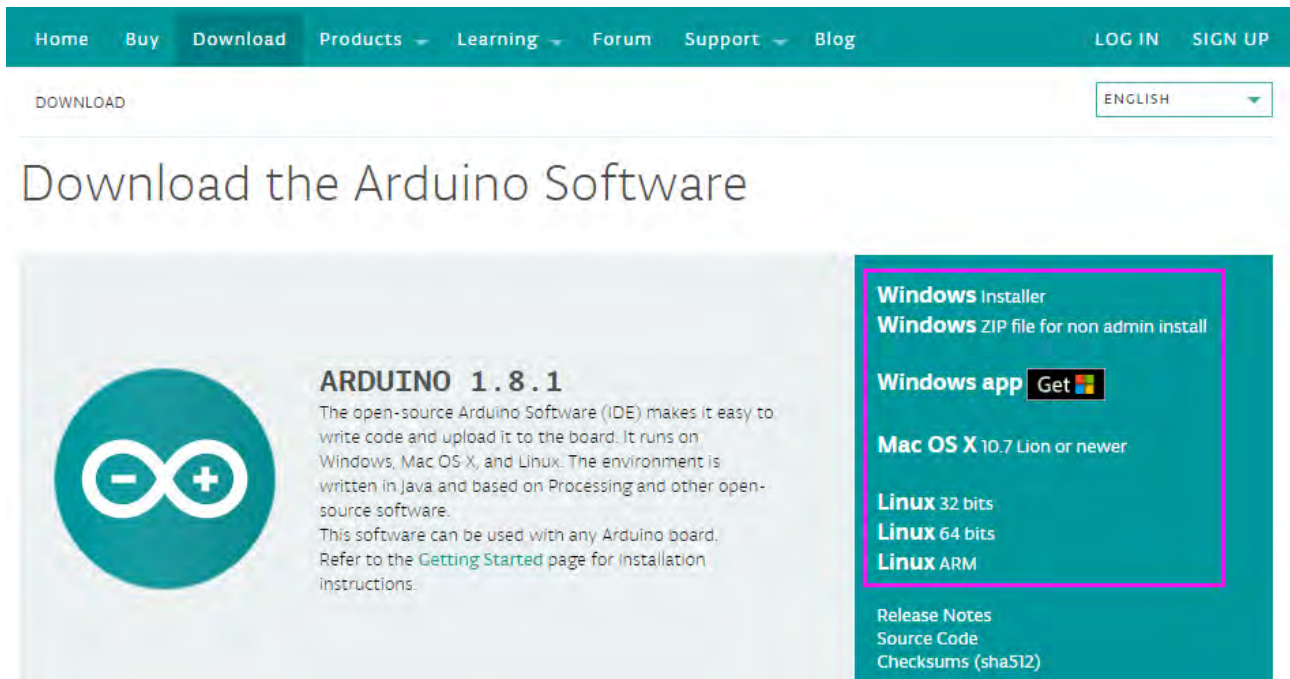 Home Buy Download Products Learning Forum Support Blog LOG IN SIGN UP
DOWNLOAD
ENGLISH
Download the Arduino Software
ARDUINO 1.8.1
The open-source Arduino Software (IDE) makes it easy to
write code and upload it to the board. It runs on
Windows, Mac OS X, and Linux. The environment is
written in Java and based on Processing and other open-
source software.
This software can be used with any Arduino board.
Refer to the Getting Started page for Installation
instructions.
Windows Installer
Windows ZIP file for non admin install
Windows app Get
Mac OS X 10.7 Lion or newer
Linux 32 bits
Linux 64 bits
Linux ARM
Release Notes
Source Code
Checksums (sha512)